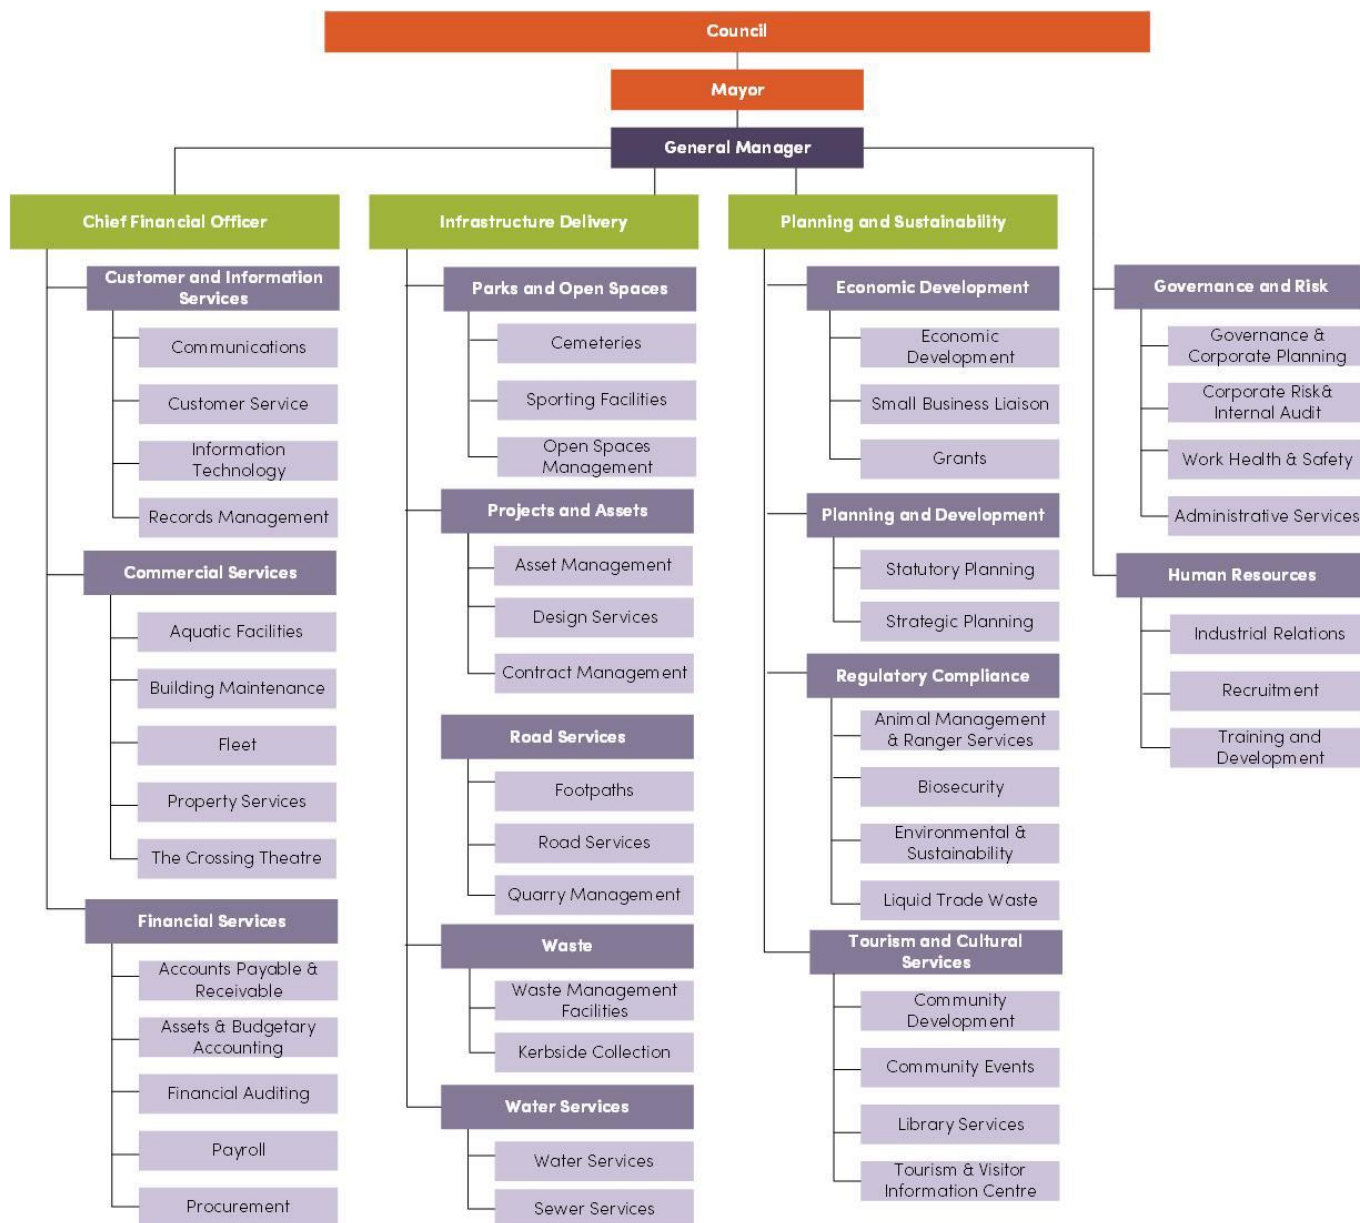 Council
Mayor
General Manager
Chief Financial Officer
Customer and Information
Services
Communications
Customer Service
Information
Technology
Records Management
Commercial Services
Aquatic Facilities
Building Maintenance
Fleet
Property Services
The Crossing Theatre
Financial Services
Accounts Payable &
Receivable
Assets & Budgetary
Accounting
Financial Auditing
Payroll
Procurement
Infrastructure Delivery
Parks and Open Spaces
Cemeteries
Sporting Facilities
Open Spaces
Management
Projects and Assets
Asset Management
Design Services
Contract Management
Road Services
Footpaths
Road Services
Quarry Management
Waste
Waste Management
Facilities
Kerbside Collection
Water Services
Water Services
Sewer Services
Planning and Sustainability
Economic Development
Economic
Development
Small Business Liaison
Grants
Planning and Development
Statutory Planning
Strategic Planning
Regulatory Compliance
Animal Management
& Ranger Services
Biosecurity
Environmental &
Sustainability
Liquid Trade Waste
Tourism and Cultural
Services
Community
Development
Community Events
Library Services
Tourism & Visitor
Information Centre
Governance and Risk
Governance &
Corporate Planning
Corporate Risk&
Internal Audit
Work Health & Safety
Administrative Services
Human Resources
Industrial Relations
Recruitment
Training and
Development